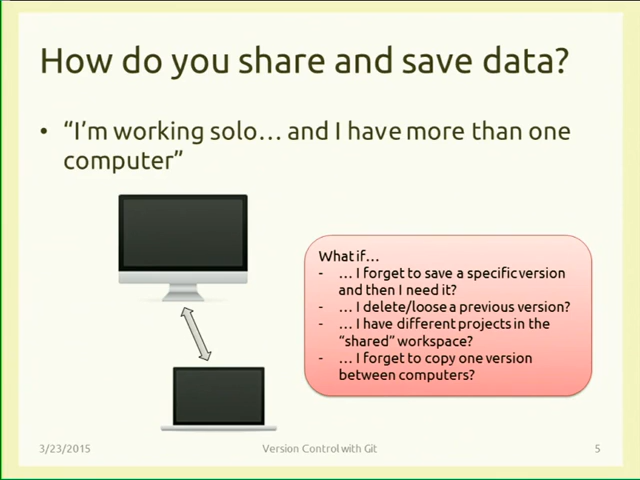 How do you share and save data?
• “I’m working solo… and I have more than one
computer”
What if…
- … I forget to save a specific version
and then I need it?
- … I delete/loose a previous version?
- … I have different projects in the
“shared” workspace?
- … I forget to copy one version
between computers?
3/23/2015
Version Control with Git
5